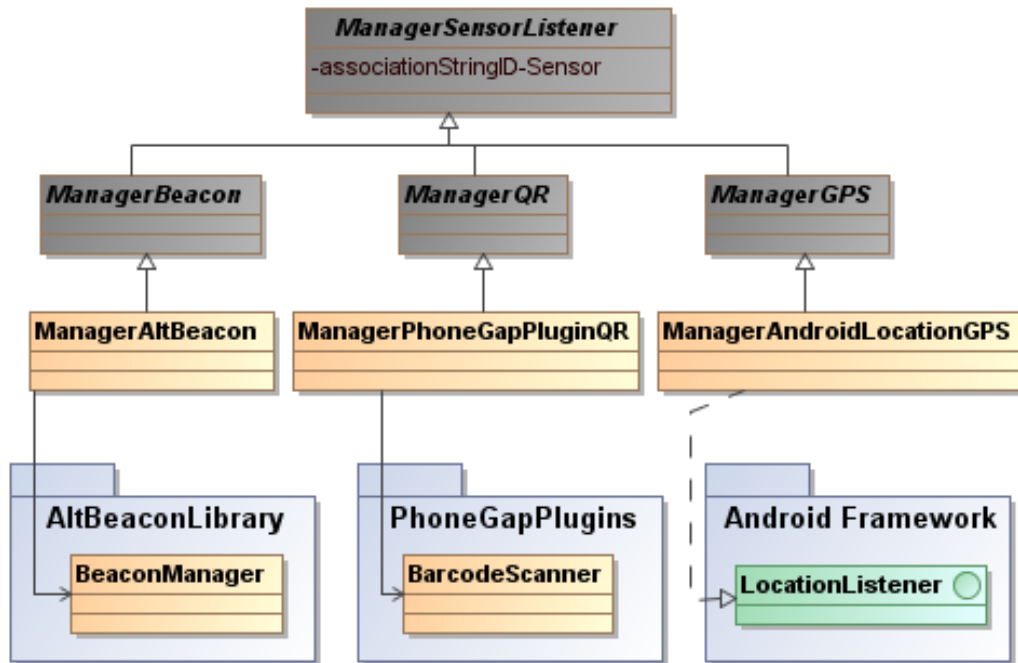 ManagerSensorListener
-associationStringID-Sensor
ManagerBeacon
ManagerQR
ManagerGPS
ManagerAltBeacon
ManagerPhoneGapPluginQR
ManagerAndroidLocationGPS
AltBeaconLibrary
PhoneGapPlugins
Android Framework
BeaconManager
BarcodeScanner
LocationListener